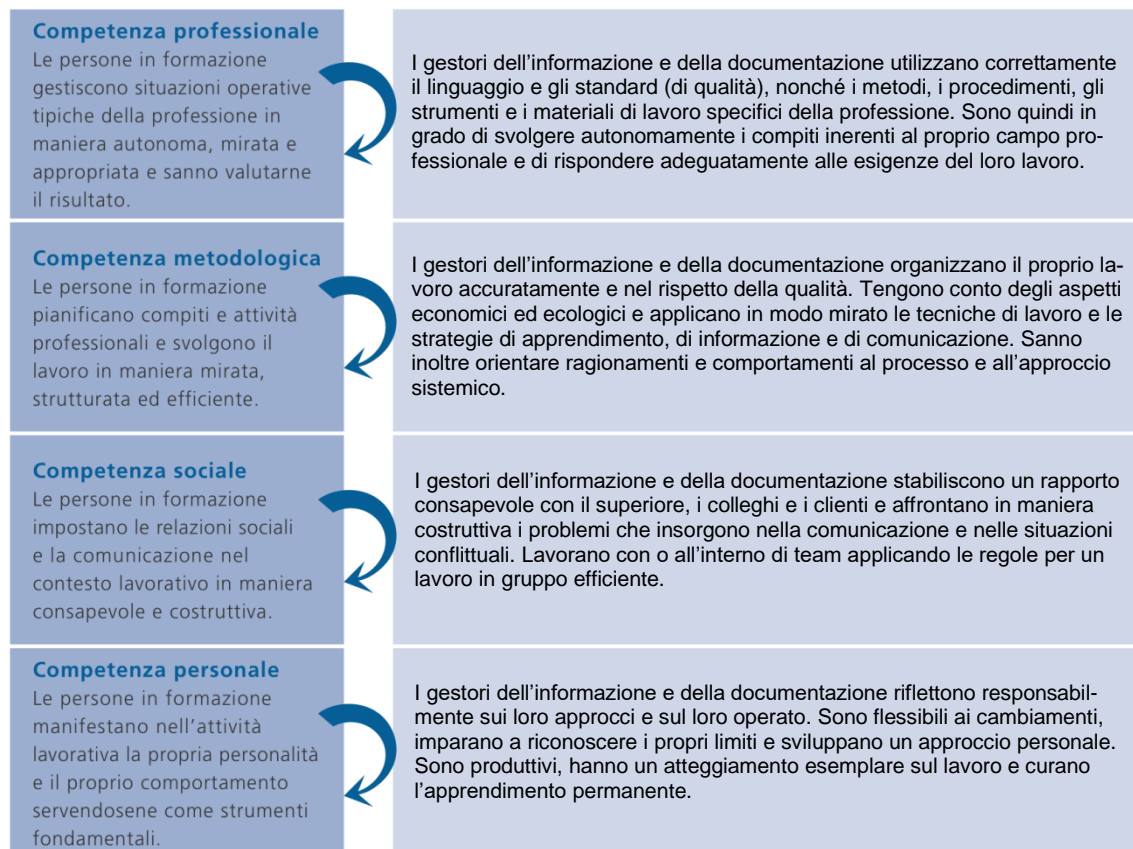 Competenza professionale
Le persone in formazione
gestiscono situazioni operative
tipiche della professione in
maniera autonoma, mirata e
appropriata e sanno valutarne
il risultato.
I gestori dell’informazione e della documentazione utilizzano correttamente
il linguaggio e gli standard (di qualità), nonché i metodi, i procedimenti, gli
strumenti e i materiali di lavoro specifici della professione. Sono quindi in
grado di svolgere autonomamente i compiti inerenti al proprio campo pro-
fessionale e di rispondere adeguatamente alle esigenze del loro lavoro.
Competenza metodologica
Le persone in formazione
pianificano compiti e attività
professionali e svolgono il
lavoro in maniera mirata,
strutturata ed efficiente.
I gestori dell’informazione e della documentazione organizzano il proprio la-
voro accuratamente e nel rispetto della qualità. Tengono conto degli aspetti
economici ed ecologici e applicano in modo mirato le tecniche di lavoro e le
strategie di apprendimento, di informazione e di comunicazione. Sanno
inoltre orientare ragionamenti e comportamenti al processo e all’approccio
sistemico.
Competenza sociale
Le persone in formazione
impostano le relazioni sociali
e la comunicazione nel
contesto lavorativo in maniera
consapevole e costruttiva.
I gestori dell’informazione e della documentazione stabiliscono un rapporto
consapevole con il superiore, i colleghi e i clienti e affrontano in maniera
costruttiva i problemi che insorgono nella comunicazione e nelle situazioni
conflittuali. Lavorano con o all’interno di team applicando le regole per un
lavoro in gruppo efficiente.
Competenza personale
Le persone in formazione
manifestano nell’attività
lavorativa la propria personalità
e il proprio comportamento
servendosene come strumenti
fondamentali.
I gestori dell’informazione e della documentazione riflettono responsabil-
mente sui loro approcci e sul loro operato. Sono flessibili ai cambiamenti,
imparano a riconoscere i propri limiti e sviluppano un approccio personale.
Sono produttivi, hanno un atteggiamento esemplare sul lavoro e curano
l’apprendimento permanente.